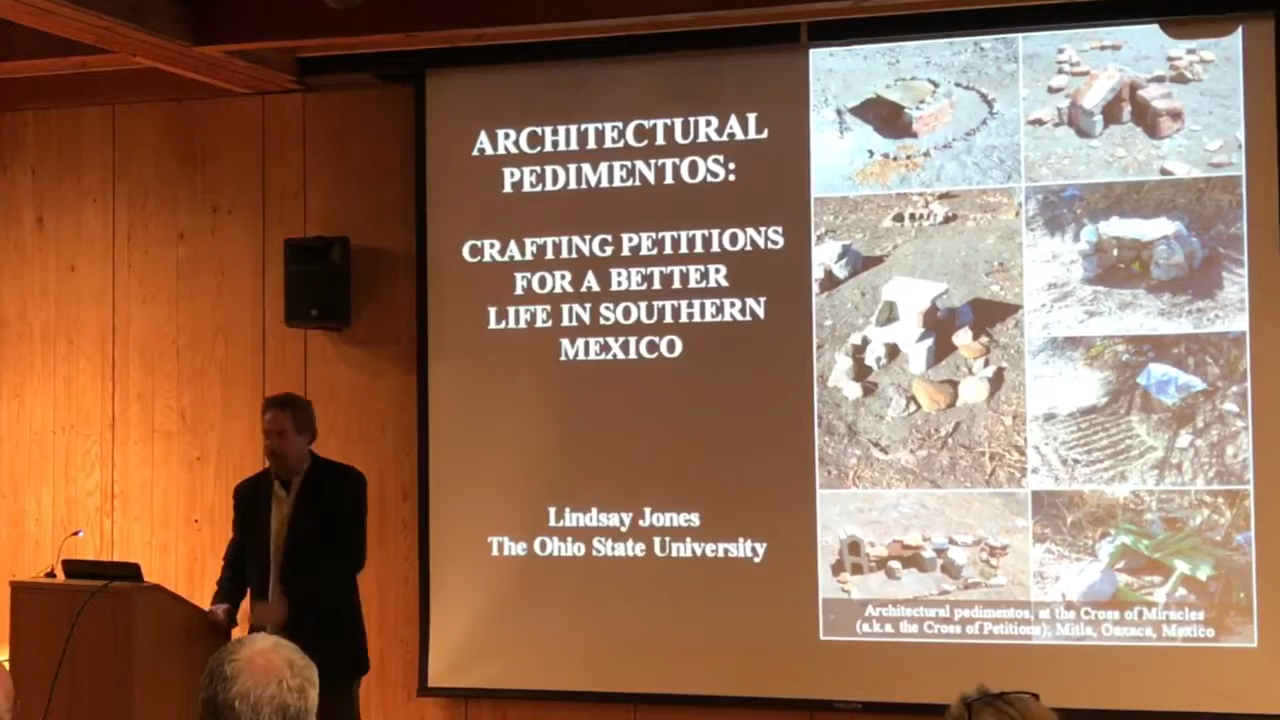 ARCHITECTURAL
PEDIMENTOS:
CRAFTING PETITIONS
FOR A BETTER
LIFE IN SOUTHERN
MEXICO
Lindsay Jones
The Ohio State University
Architectural pedimentos, at the Cross of Miracles
(a.k.a. the Cross of Petitions); Mitla, Oaxaca, Mexico